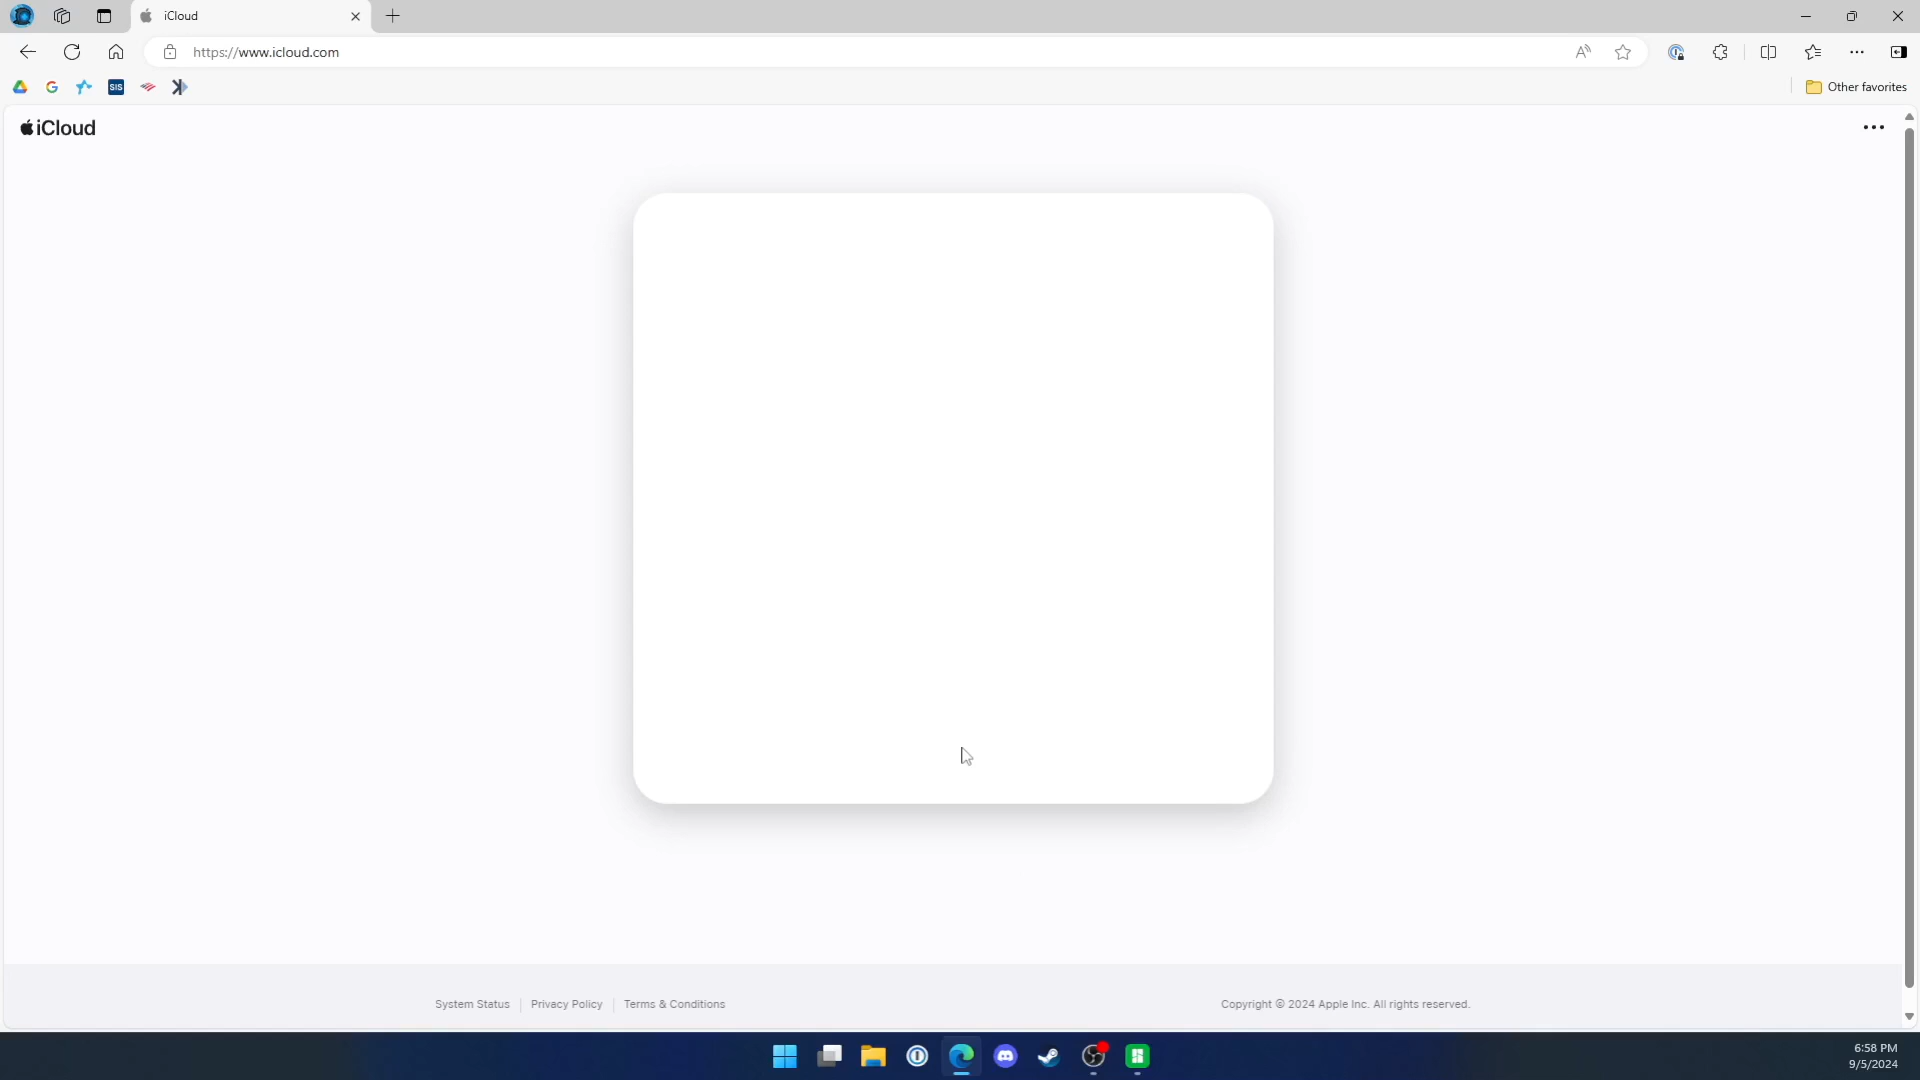 iCloud
https://www.icloud.com
SIS
Other favorites
iCloud
System Status
Privacy Policy
Terms & Conditions
Copyright © 2024 Apple Inc. All rights reserved.
6:58 PM
9/5/2024